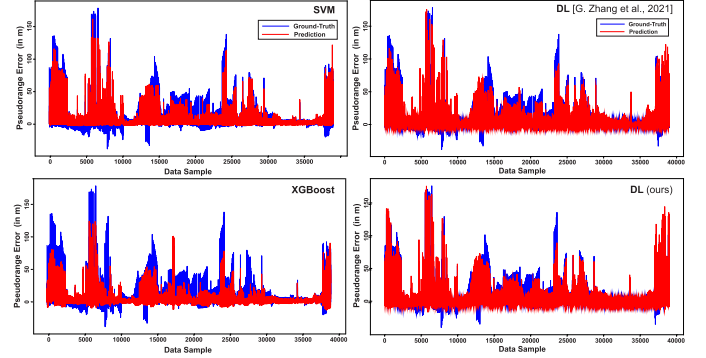 SVM
Ground-Truth
Prediction
Pseudorange Error (in m)
150
100
50
0
0 5000 10000 15000 20000 25000 30000 35000
Data Sample
DL [G. Zhang et al., 2021]
Ground-Truth
Prediction
Pseudorange Error (in m)
150
100
50
0
0 5000 10000 15000 20000 25000 30000 35000 40000
Data Sample
XGBoost
Pseudorange Error (in m)
150
100
50
0
0 5000 10000 15000 20000 25000 30000 35000 40000
Data Sample
DL (ours)
Pseudorange Error (in m)
150
100
50
0
0 5000 10000 15000 20000 25000 30000 35000 40000
Data Sample